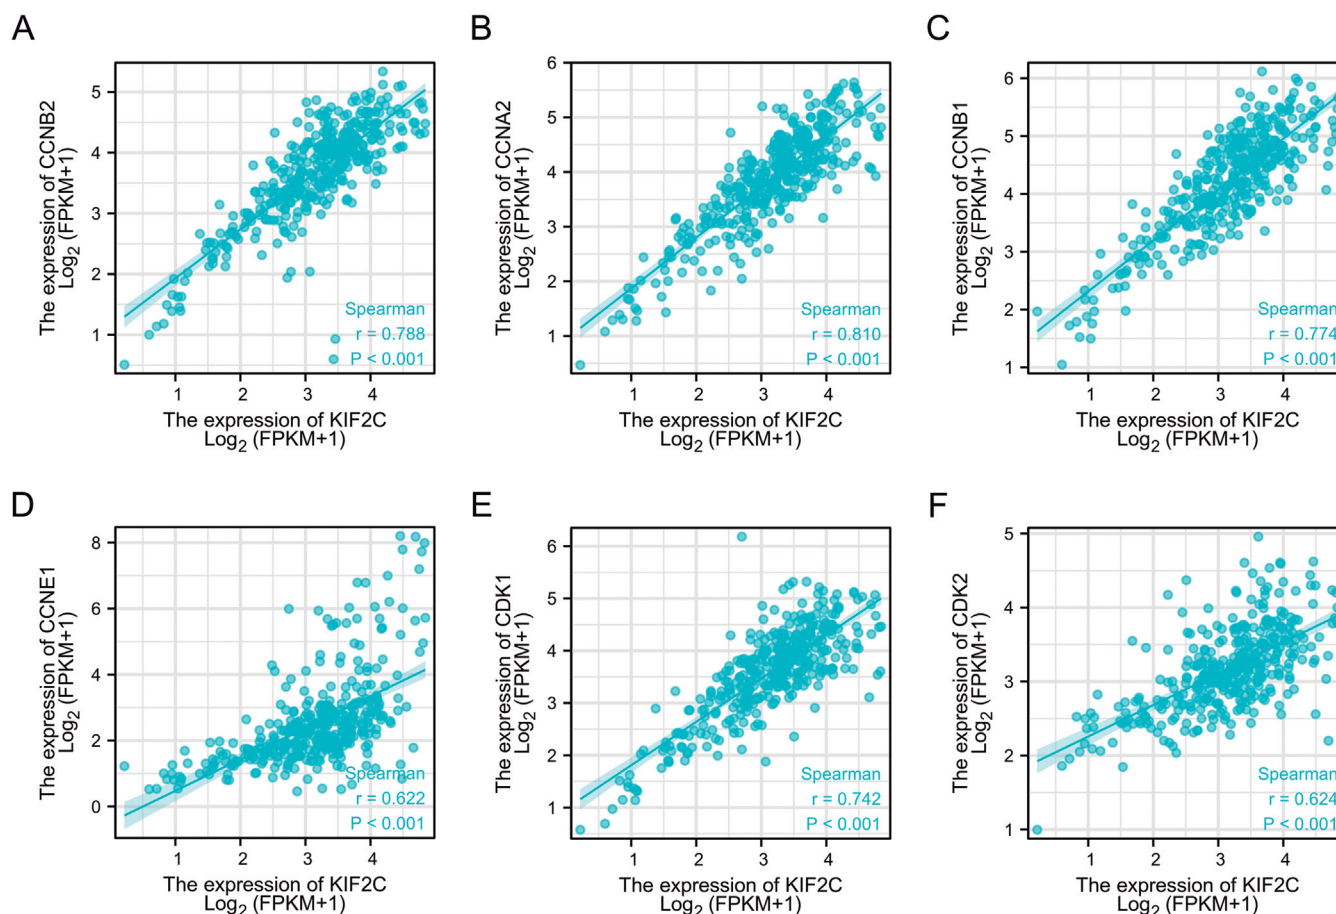 A
The expression of CCNB2
Log2 (FPKM+1)
5
4
3
2
1
Spearman
r = 0.788
P < 0.001
1 2 3 4
The expression of KIF2C
Log2 (FPKM+1)
B
The expression of CCNA2
Log2 (FPKM+1)
6
5
4
3
2
1
0
Spearman
r = 0.810
P < 0.001
1 2 3 4
The expression of KIF2C
Log2 (FPKM+1)
C
The expression of CCNB1
Log2 (FPKM+1)
6
5
4
3
2
1
Spearman
r = 0.774
P < 0.001
1 2 3 4
The expression of KIF2C
Log2 (FPKM+1)
D
The expression of CCNE1
Log2 (FPKM+1)
8
6
4
2
0
Spearman
r = 0.622
P < 0.001
1 2 3 4
The expression of KIF2C
Log2 (FPKM+1)
E
The expression of CDK1
Log2 (FPKM+1)
6
5
4
3
2
1
Spearman
r = 0.742
P < 0.001
1 2 3 4
The expression of KIF2C
Log2 (FPKM+1)
F
The expression of CDK2
Log2 (FPKM+1)
5
4
3
2
1
Spearman
r = 0.624
P < 0.001
1 2 3 4
The expression of KIF2C
Log2 (FPKM+1)